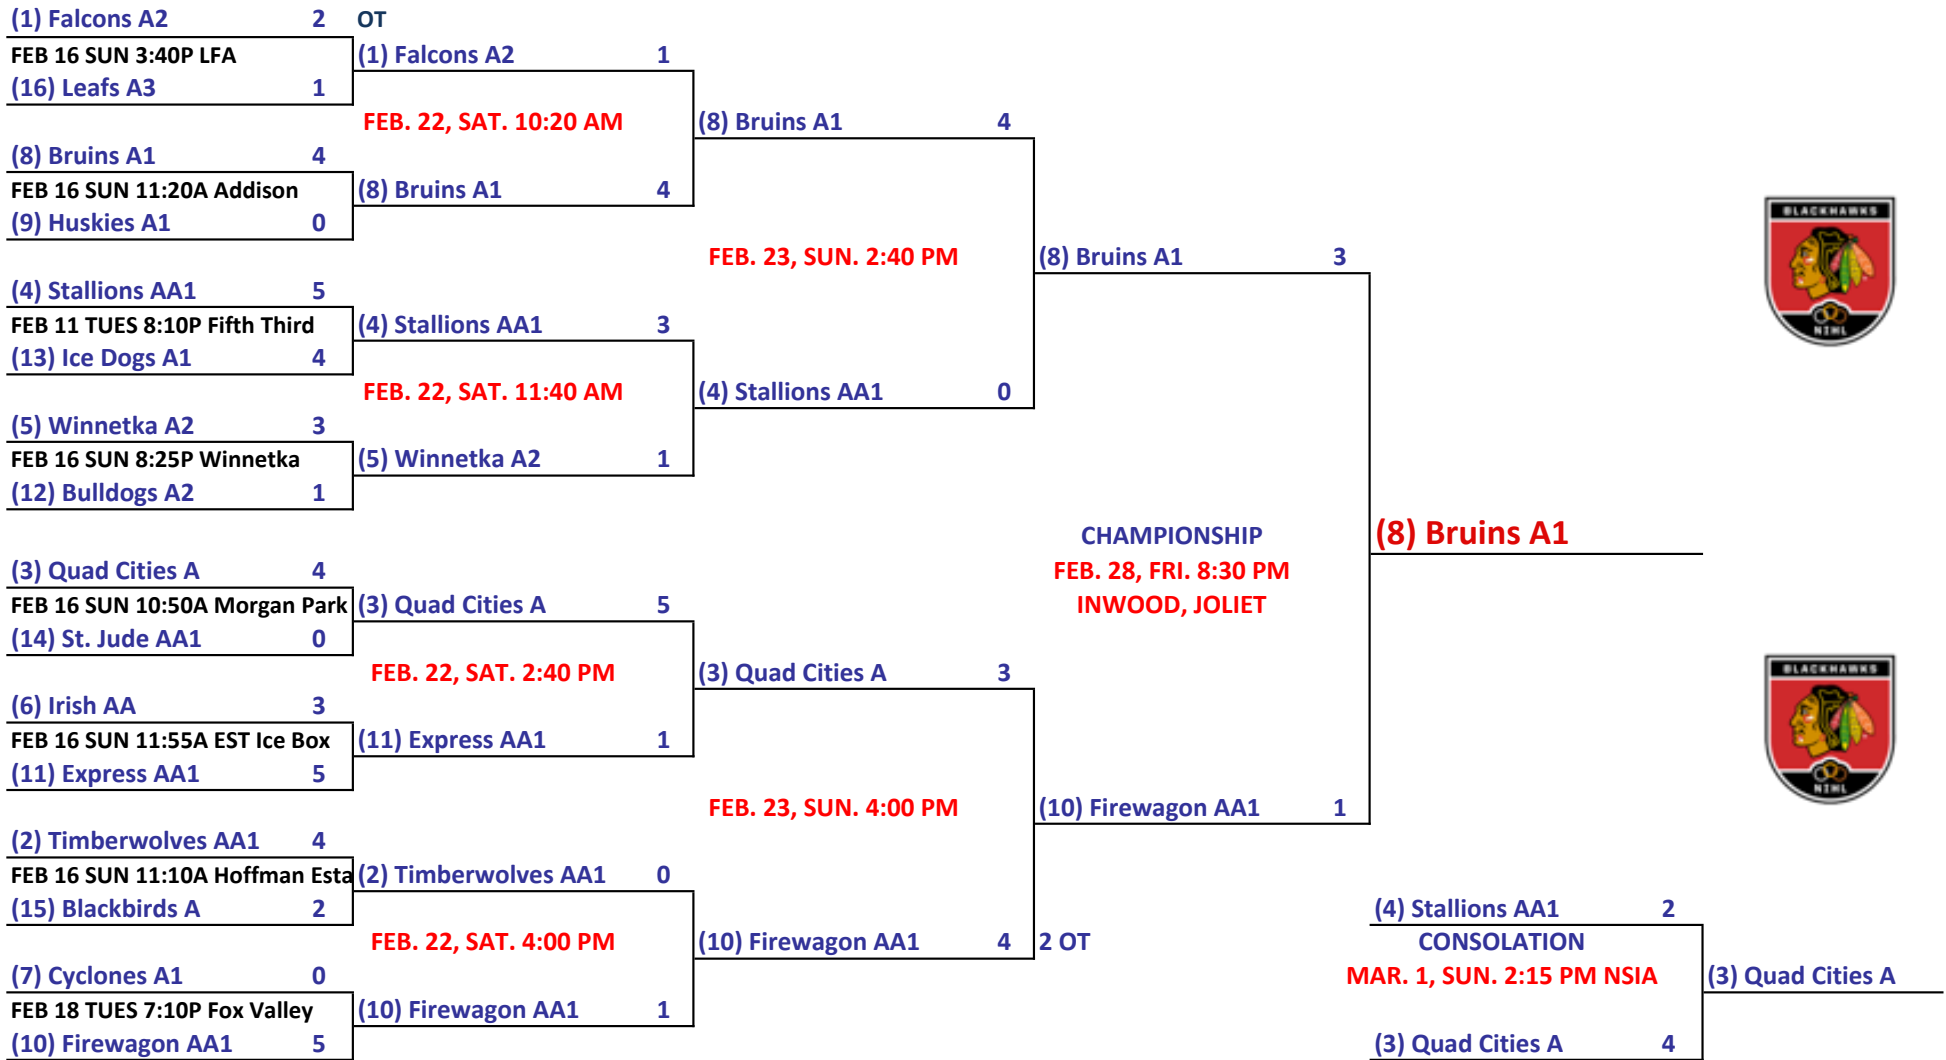 (1) Falcons A2 2 OT
FEB 16 SUN 3:40P LFA
(16) Leafs A3 1
(8) Bruins A1 4
FEB 16 SUN 11:20A Addison
(9) Huskies A1 0
(4) Stallions AA1 5
FEB 11 TUES 8:10P Fifth Third
(13) Ice Dogs A1 4
(5) Winnetka A2 3
FEB 16 SUN 8:25P Winnetka
(12) Bulldogs A2 1
(3) Quad Cities A 4
FEB 16 SUN 10:50A Morgan Park
(14) St. Jude AA1 0
(6) Irish AA 3
FEB 16 SUN 11:55A EST Ice Box
(11) Express AA1 5
(2) Timberwolves AA1 4
FEB 16 SUN 11:10A Hoffman Esta
(15) Blackbirds A 2
(7) Cyclones A1 0
FEB 18 TUES 7:10P Fox Valley
(10) Firewagon AA1 5
(1) Falcons A2 1
FEB. 22, SAT. 10:20 AM
(8) Bruins A1 4
(4) Stallions AA1 3
FEB. 22, SAT. 11:40 AM
(5) Winnetka A2 1
(3) Quad Cities A 5
FEB. 22, SAT. 2:40 PM
(11) Express AA1 1
(2) Timberwolves AA1 0
FEB. 22, SAT. 4:00 PM
(10) Firewagon AA1 1
(8) Bruins A1 4
FEB. 23, SUN. 2:40 PM
(4) Stallions AA1 0
(3) Quad Cities A 3
FEB. 23, SUN. 4:00 PM
(10) Firewagon AA1 4 2 OT
(8) Bruins A1 3
CHAMPIONSHIP
FEB. 28, FRI. 8:30 PM
INWOOD, JOLIET
(10) Firewagon AA1 1
(8) Bruins A1
(4) Stallions AA1 2
CONSOLATION
MAR. 1, SUN. 2:15 PM NSIA
(3) Quad Cities A 4
(3) Quad Cities A
BLACKHAWKS
NIHL
BLACKHAWKS
NIHL